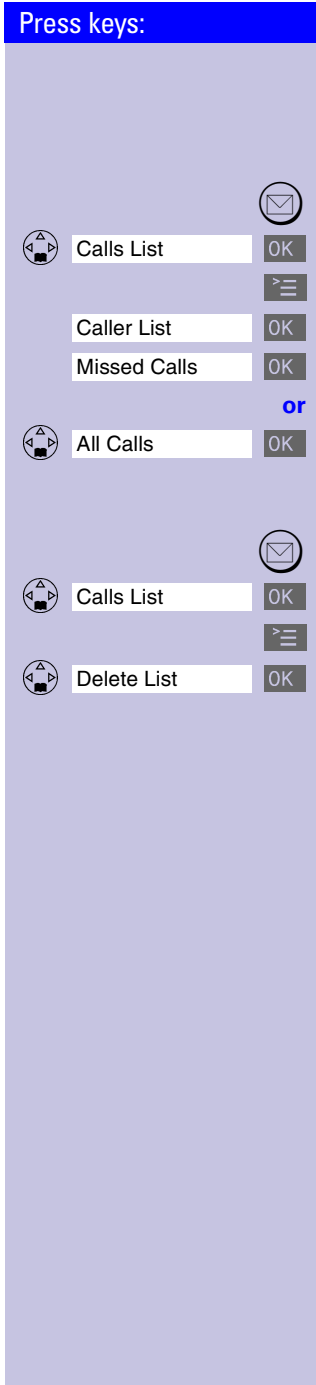 Press keys:
Calls List OK
Caller List OK
Missed Calls OK
or
All Calls OK
Calls List OK
Delete List OK